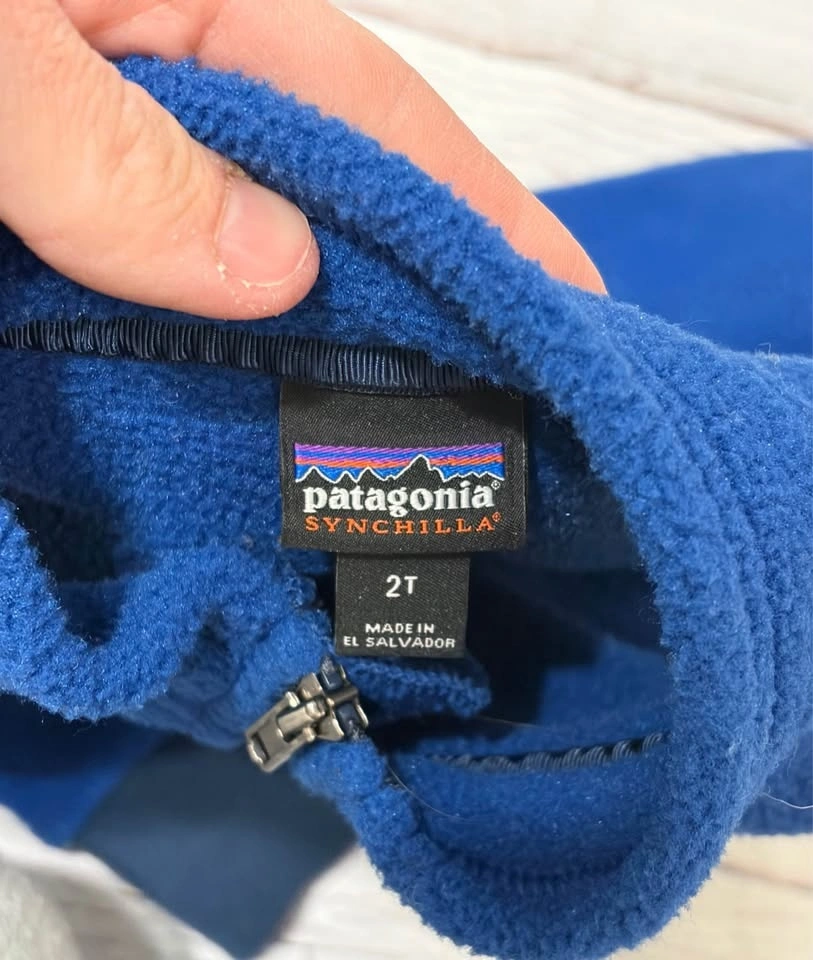 patagonia®
SYNCHILLA®
2T
MADE IN
EL SALVADOR